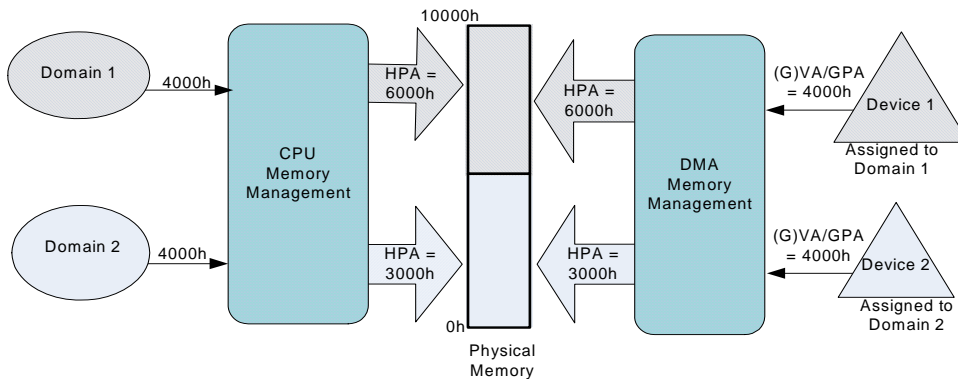 10000h
Domain 1
4000h
HPA =
6000h
HPA =
6000h
(G)VA/GPA
= 4000h
Device 1
Assigned to
Domain 1
CPU
Memory
Management
DMA
Memory
Management
Domain 2
4000h
HPA =
3000h
HPA =
3000h
(G)VA/GPA
= 4000h
Device 2
Assigned to
Domain 2
0h
Physical
Memory